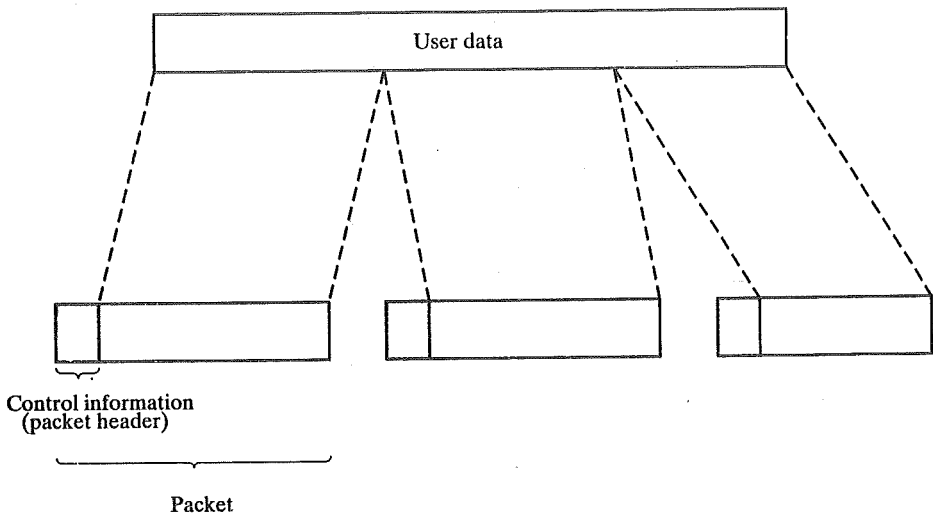 User data
Control information
(packet header)
Packet